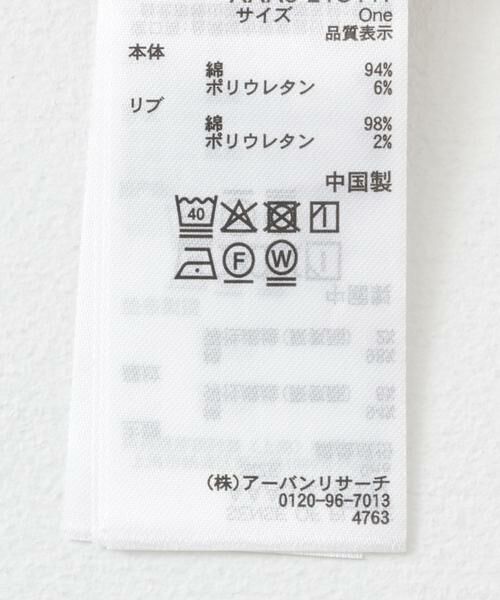 サイズ One
品質表示
本体
綿 94%
ポリウレタン 6%
リブ
綿 98%
ポリウレタン 2%
中国製
40
F W
(株)アーバンリサーチ
0120-96-7013
4763